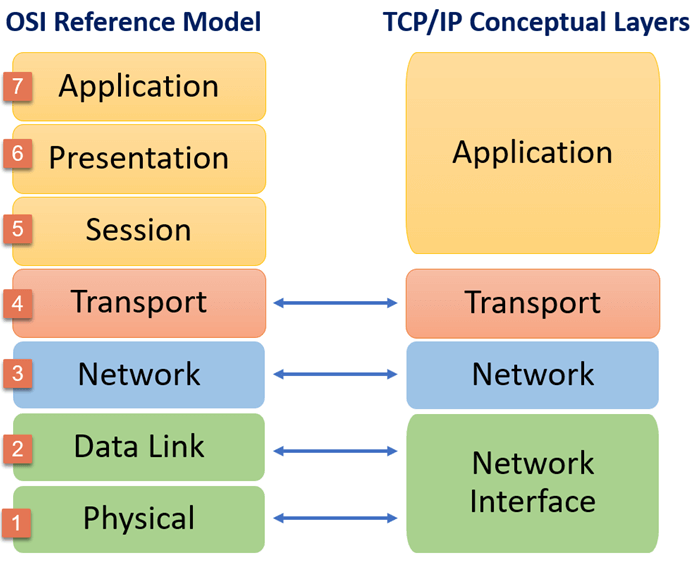 OSI Reference Model
TCP/IP Conceptual Layers
7 Application
6 Presentation
5 Session
Application
4 Transport
Transport
3 Network
Network
2 Data Link
1 Physical
Network
Interface